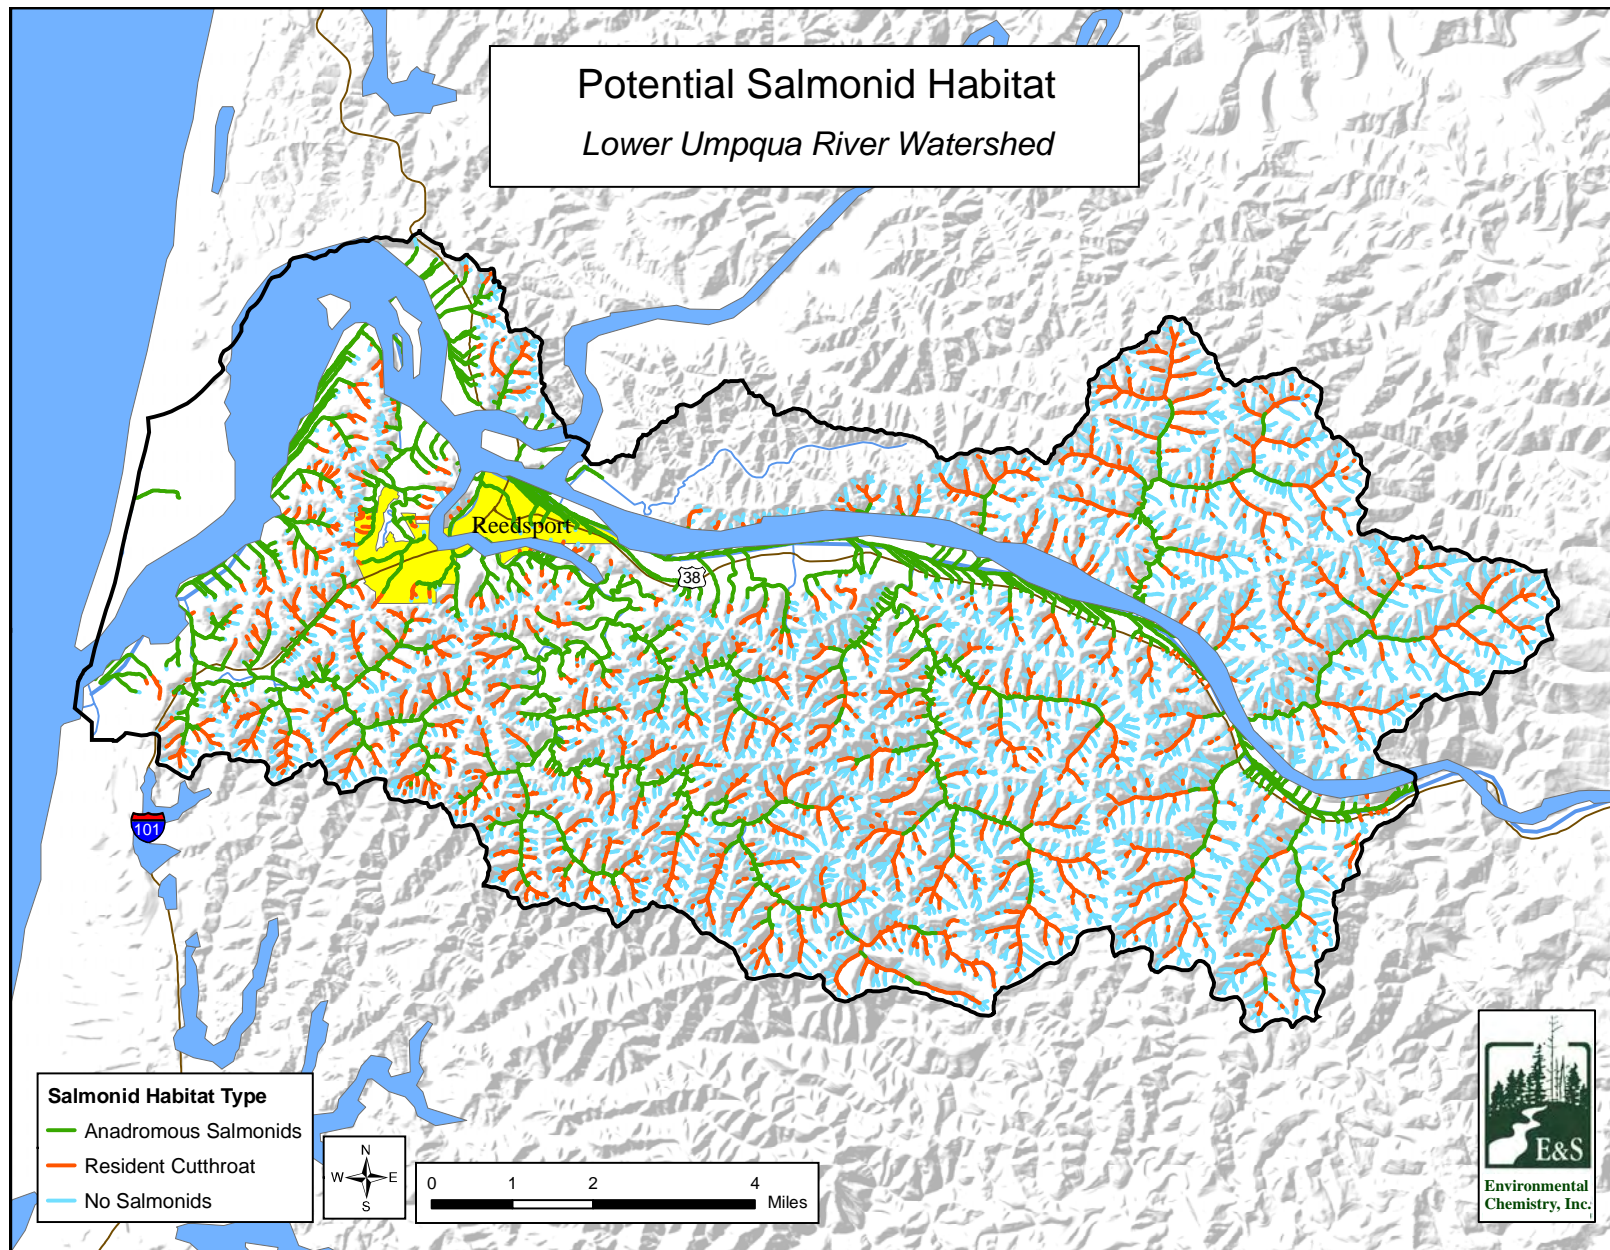 Potential Salmonid Habitat
Lower Umpqua River Watershed
Reedsport
38
101
Salmonid Habitat Type
Anadromous Salmonids
Resident Cutthroat
No Salmonids
N
W E
S
0 1 2 4
Miles
E&S
Environmental
Chemistry, Inc.